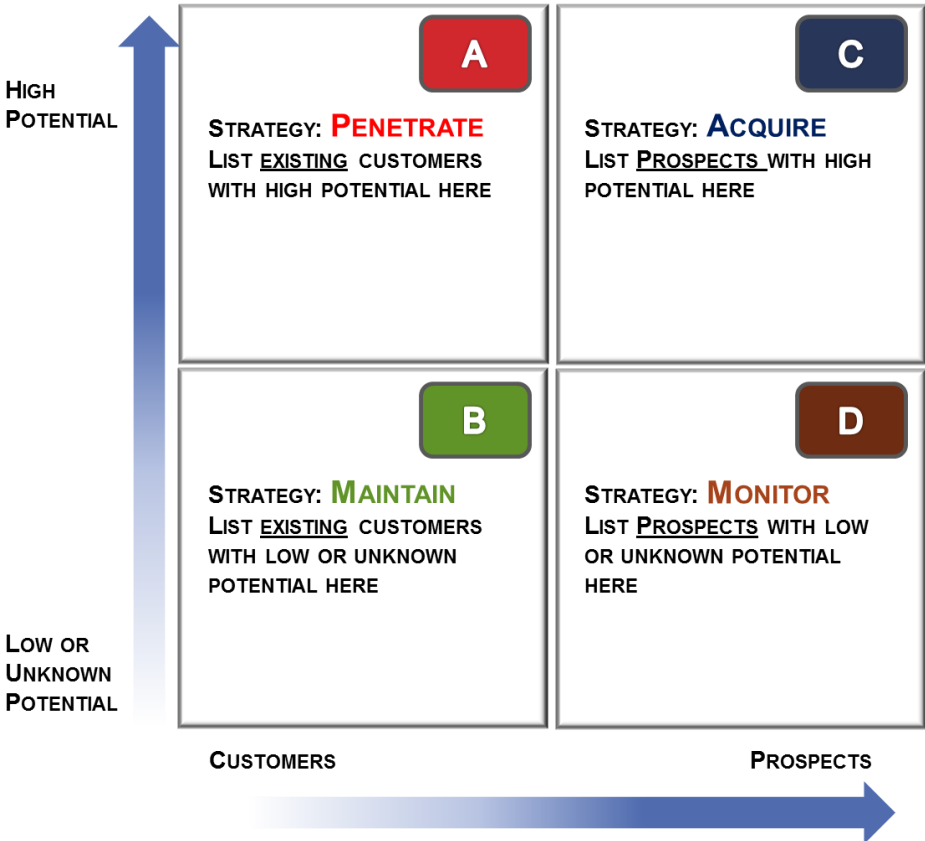 High
Potential
A
Strategy: Penetrate
List existing customers
with high potential here
C
Strategy: Acquire
List Prospects with high
potential here
B
Strategy: Maintain
List existing customers
with low or unknown
potential here
D
Strategy: Monitor
List Prospects with low
or unknown potential
here
Low or
Unknown
Potential
Customers
Prospects